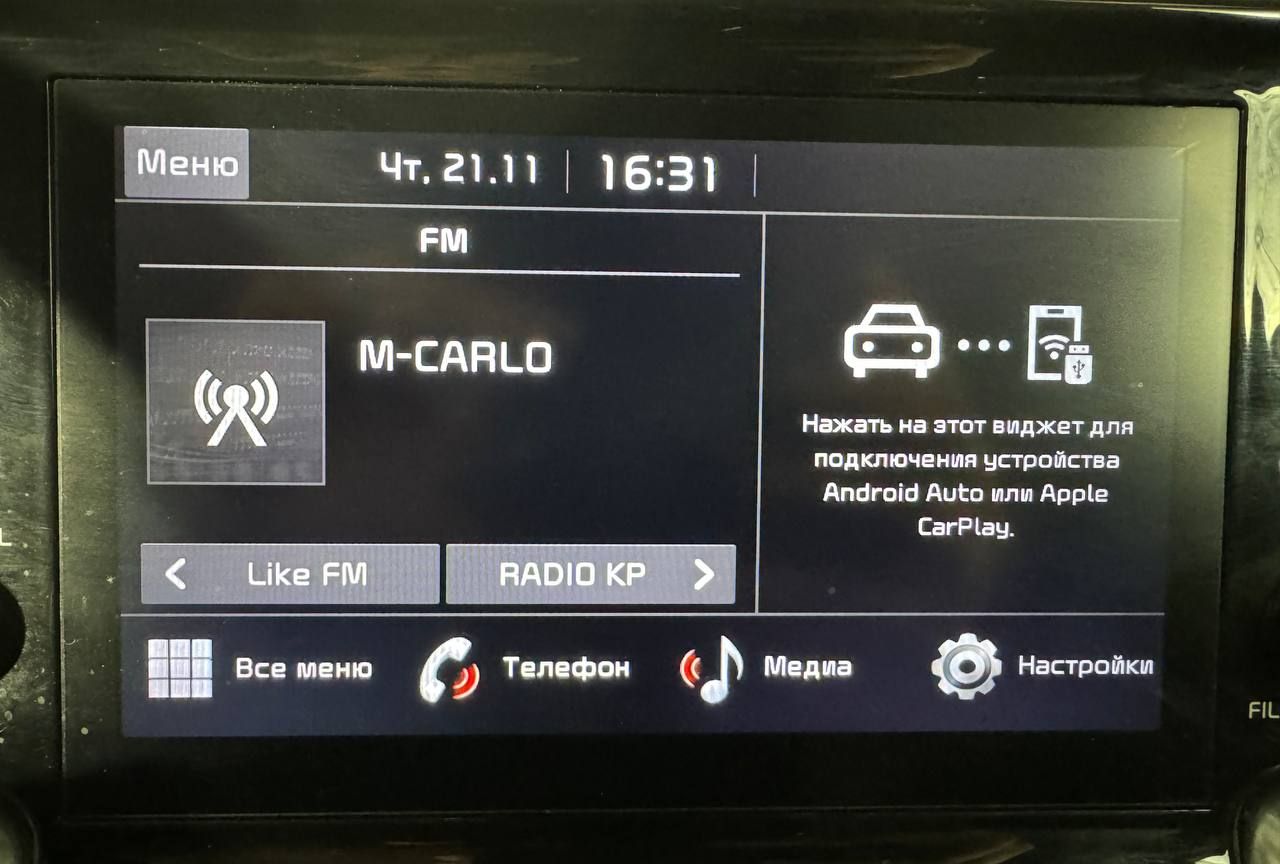 Меню
Чт, 21.11
16:31
FM
M-CARLO
Like FM
RADIO KP
Нажать на этот виджет для
подключения устройства
Android Auto или Apple
CarPlay.
Все меню
Телефон
Медиа
Настройки